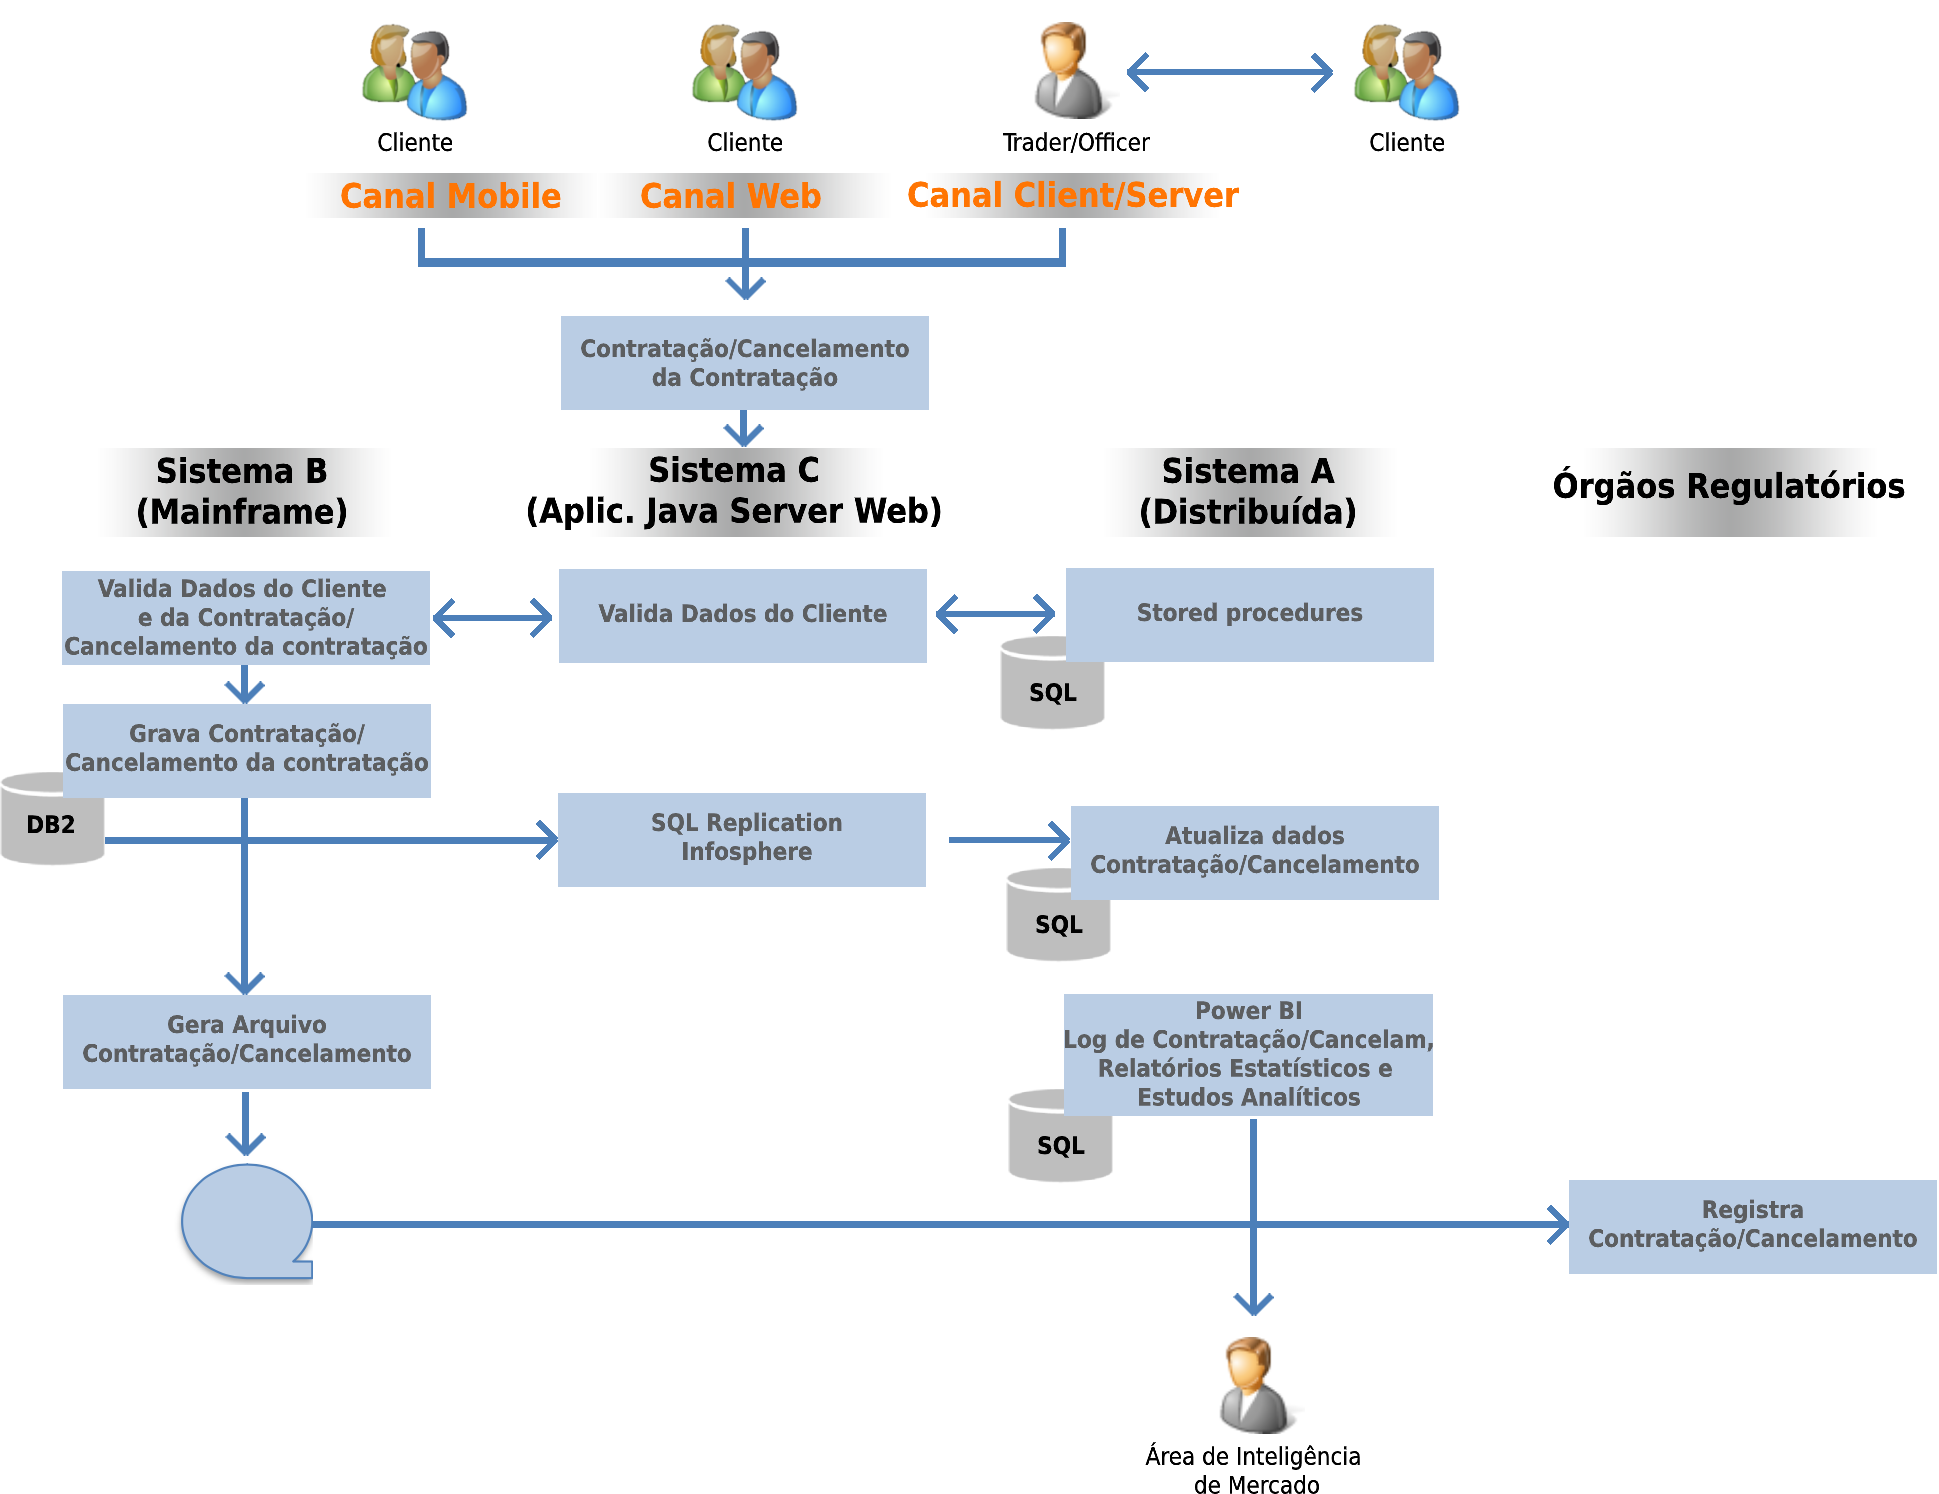 Cliente
Cliente
Trader/Officer
Cliente
Canal Mobile
Canal Web
Canal Client/Server
Contratação/Cancelamento
da Contratação
Sistema B
(Mainframe)
Sistema C
(Aplic. Java Server Web)
Sistema A
(Distribuída)
Órgãos Regulatórios
Valida Dados do Cliente
e da Contratação/
Cancelamento da contratação
Valida Dados do Cliente
Stored procedures
SQL
Grava Contratação/
Cancelamento da contratação
DB2
SQL Replication
Infosphere
Atualiza dados
Contratação/Cancelamento
SQL
Gera Arquivo
Contratação/Cancelamento
Power BI
Log de Contratação/Cancelam,
Relatórios Estatísticos e
Estudos Analíticos
SQL
Registra
Contratação/Cancelamento
Área de Inteligência
de Mercado